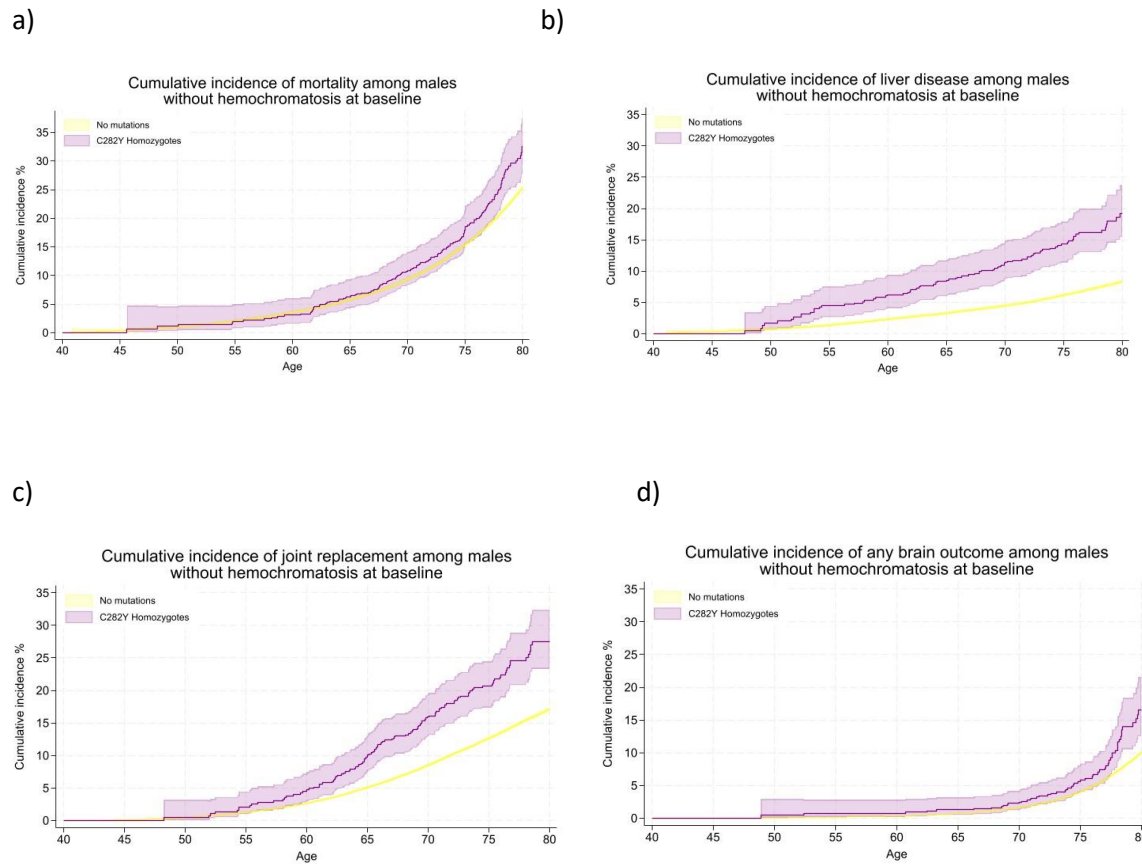 a)
Cumulative incidence of mortality among males
without hemochromatosis at baseline
No mutations
C282Y Homozygotes
Cumulative incidence %
35
30
25
20
15
10
5
0
40 45 50 55 60 65 70 75 80
Age
b)
Cumulative incidence of liver disease among males
without hemochromatosis at baseline
No mutations
C282Y Homozygotes
Cumulative incidence %
35
30
25
20
15
10
5
0
40 45 50 55 60 65 70 75 80
Age
c)
Cumulative incidence of joint replacement among males
without hemochromatosis at baseline
No mutations
C282Y Homozygotes
Cumulative incidence %
35
30
25
20
15
10
5
0
40 45 50 55 60 65 70 75 80
Age
d)
Cumulative incidence of any brain outcome among males
without hemochromatosis at baseline
No mutations
C282Y Homozygotes
Cumulative incidence %
35
30
25
20
15
10
5
0
40 45 50 55 60 65 70 75 80
Age